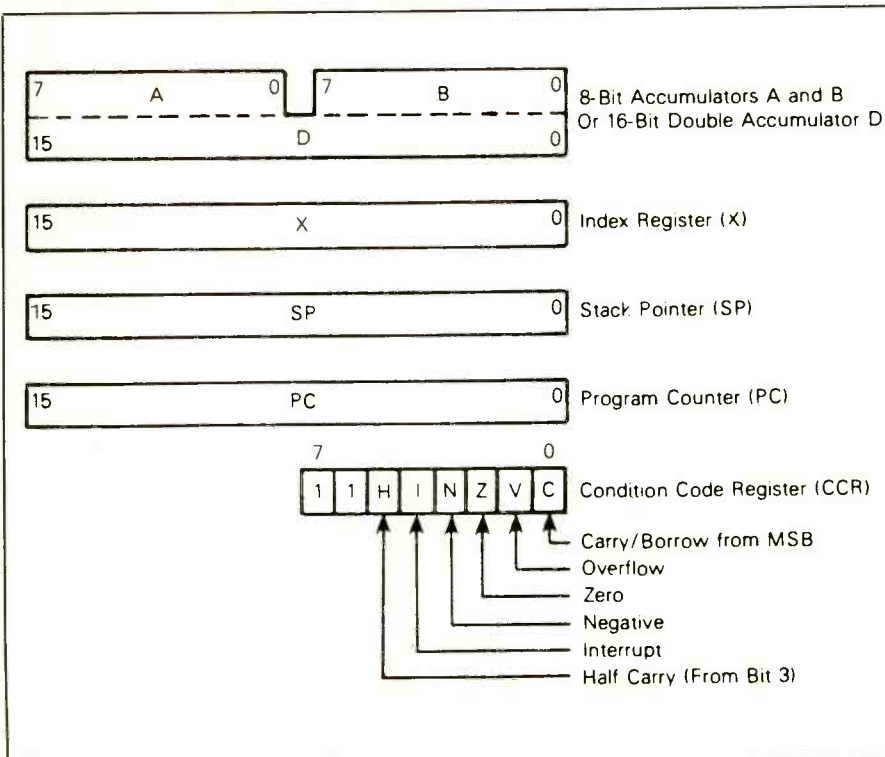 7 A 0 7 B 0
8-Bit Accumulators A and B
Or 16-Bit Double Accumulator D
15 D 0
15 X 0 Index Register (X)
15 SP 0 Stack Pointer (SP)
15 PC 0 Program Counter (PC)
7 0
1 1 H I N Z V C Condition Code Register (CCR)
Carry/Borrow from MSB
Overflow
Zero
Negative
Interrupt
Half Carry (From Bit 3)